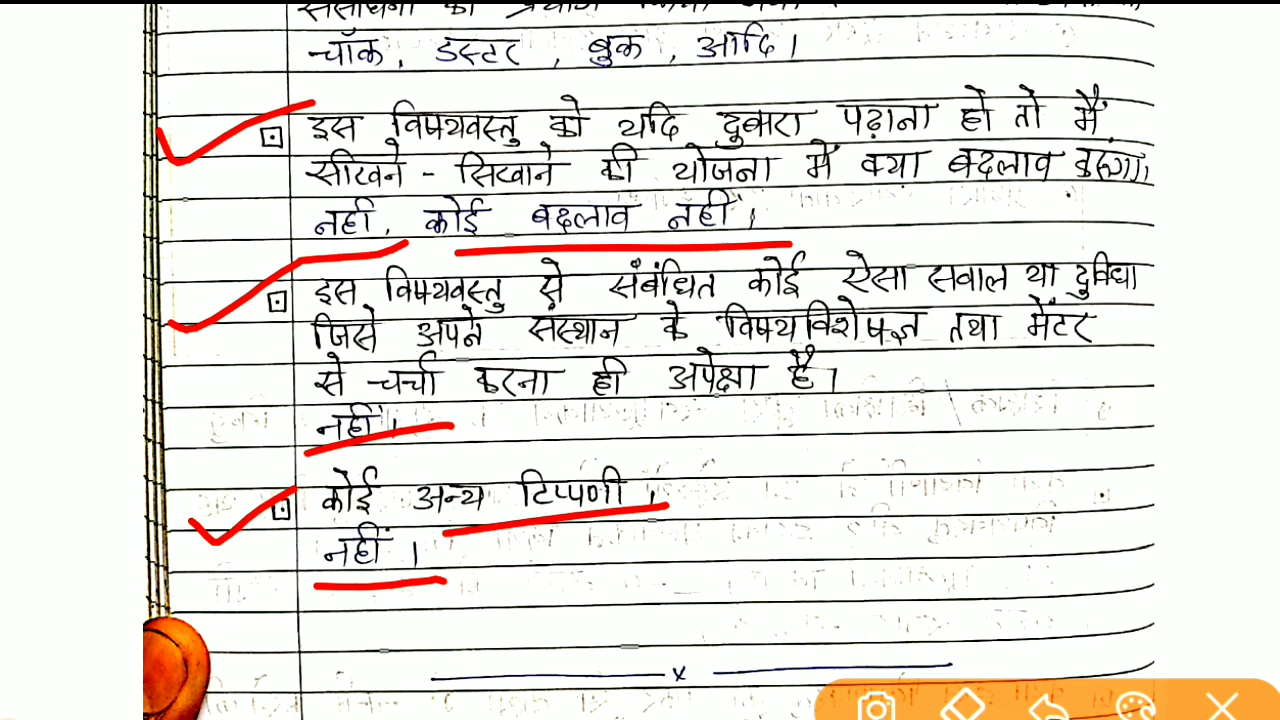 चॉक, डस्टर, बुक, आदि।
इस विषयवस्तु को यदि दुबारा पढ़ाना हो तो मैं
सीखने - सिखाने की योजना में क्या बदलाव करूंगा।
नहीं, कोई बदलाव नहीं।
इस विषयवस्तु से संबंधित कोई ऐसा सवाल या दुविधा
जिसे अपने संस्थान के विषय विशेषज्ञ तथा मेंटर
से चर्चा करना ही अपेक्षा है।
नहीं।
कोई अन्य टिप्पणी।
नहीं।